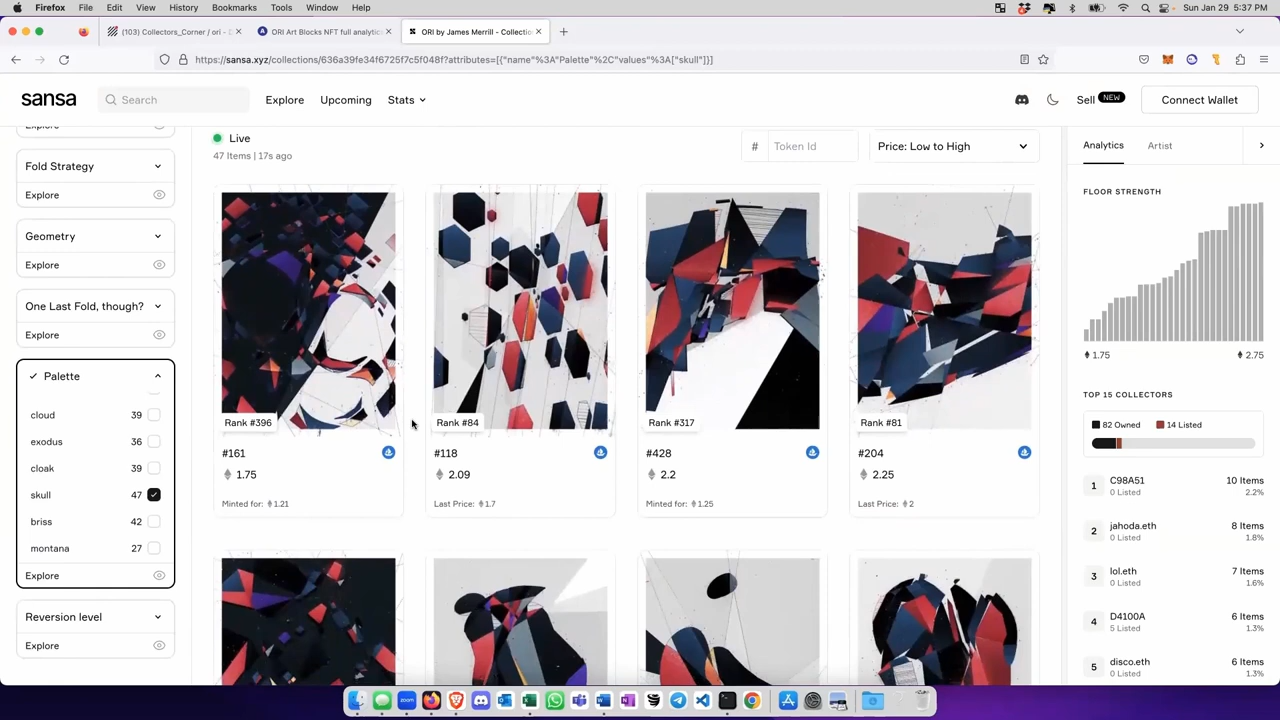 Firefox File Edit View History Bookmarks Tools Window Help Sun Jan 29 5:37 PM
(103) Collectors_Corner / ori - D
ORI Art Blocks NFT full analytics
ORI by James Merrill - Collectio
https://sansa.xyz/collections/636a39fe34f6725f7c5f048f?attributes=[{"name"%3A"Palette"%2C"values"%3A["skull"]}]
sansa Search Explore Upcoming Stats Sell NEW Connect Wallet
Explore
Fold Strategy
Explore
Geometry
Explore
One Last Fold, though?
Explore
Palette
cloud 39
exodus 36
cloak 39
skull 47
briss 42
montana 27
Explore
Reversion level
Explore
Live
47 Items | 17s ago
# Token Id
Price: Low to High
Rank #396
#161
1.75
Minted for: 1.21
Rank #84
#118
2.09
Last Price: 1.7
Rank #317
#428
2.2
Minted for: 1.25
Rank #81
#204
2.25
Last Price: 2
Analytics Artist
FLOOR STRENGTH
1.75 2.75
TOP 15 COLLECTORS
82 Owned 14 Listed
1 C98A51 10 Items
0 Listed 2.2%
2 jahoda.eth 8 Items
0 Listed 1.8%
3 lol.eth 7 Items
0 Listed 1.6%
4 D4100A 6 Items
5 Listed 1.3%
5 disco.eth 6 Items
0 Listed 1.3%
zoom